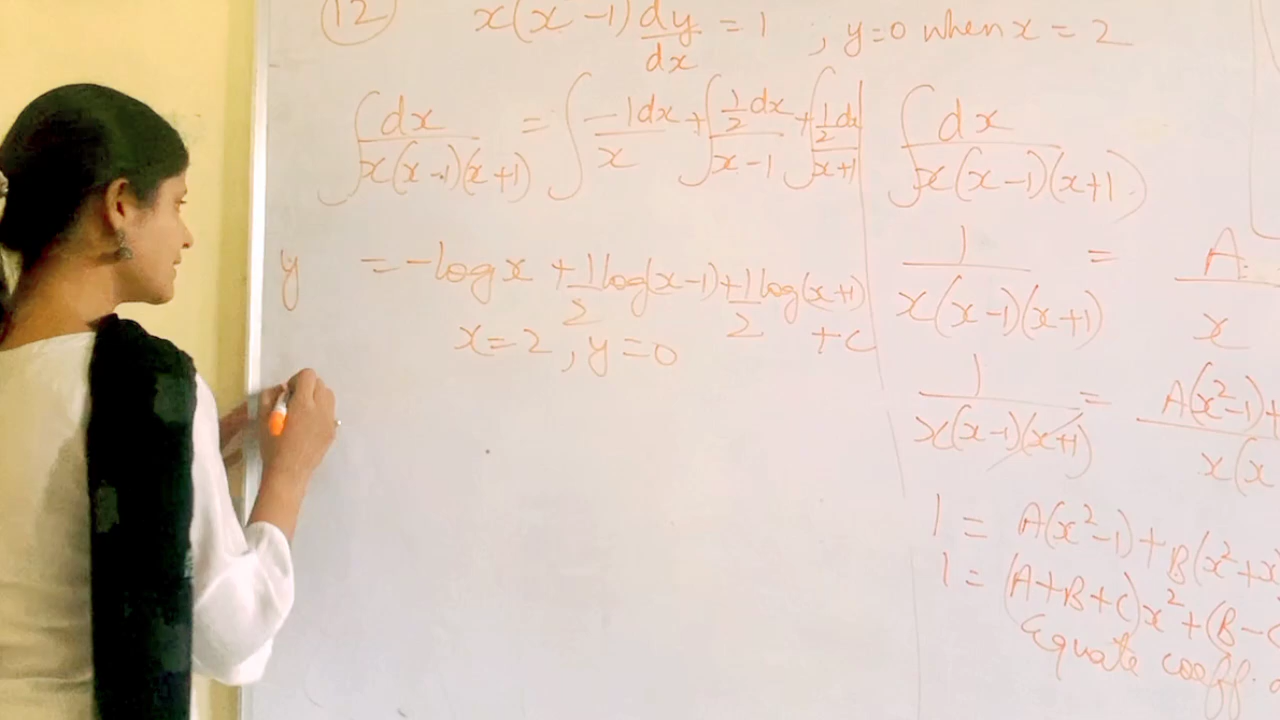 12 x(x-1) dy/dx = 1 , y=0 when x = 2
∫ dx/x(x-1)(x+1) = ∫ -1dx/x + ∫ 1/2 dx/x-1 + ∫ 1/2 dx/x+1
y = -log x + 1/2 log(x-1) + 1/2 log(x+1)
+ c
x=2, y=0
∫ dx/x(x-1)(x+1)
1/x(x-1)(x+1) = A/x
1/x(x-1)(x+1) = A(x²-1)+/x(x
1 = A(x²-1)+B(x²+x)
1 = (A+B+C)x²+(B-C
Equate coeff.